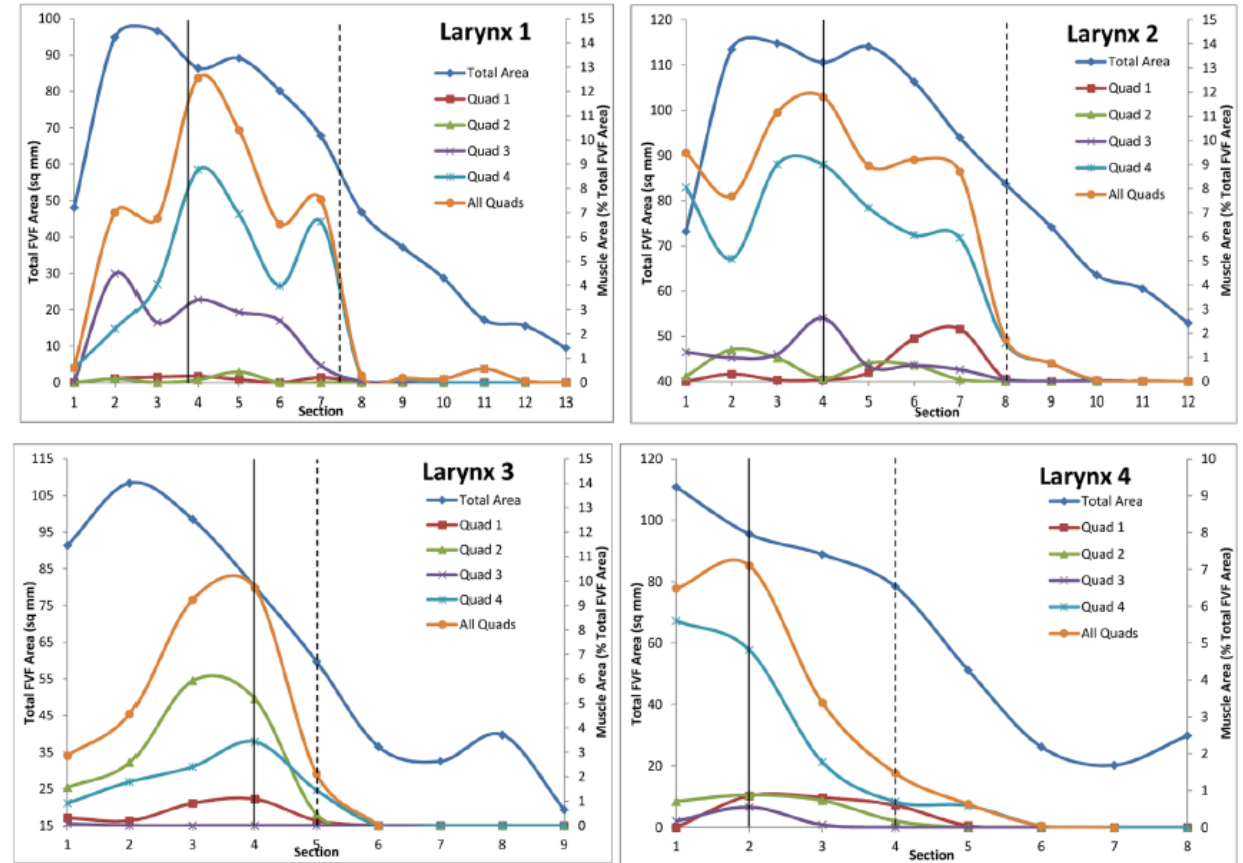 Larynx 1
Total FVF Area (sq mm)
100
90
80
70
60
50
40
30
20
10
0
Total Area
Quad 1
Quad 2
Quad 3
Quad 4
All Quads
15
14
13
12
11
10
9
8
7
6
5
4
3
2
1
0
Muscle Area (% Total FVF Area)
1 2 3 4 5 6 7 8 9 10 11 12 13
Section
Larynx 2
Total FVF Area (sq mm)
120
110
100
90
80
70
60
50
40
Total Area
Quad 1
Quad 2
Quad 3
Quad 4
All Quads
15
14
13
12
11
10
9
8
7
6
5
4
3
2
1
0
Muscle Area (% Total FVF Area)
1 2 3 4 5 6 7 8 9 10 11 12
Section
Larynx 3
Total FVF Area (sq mm)
115
105
95
85
75
65
55
45
35
25
15
Total Area
Quad 1
Quad 2
Quad 3
Quad 4
All Quads
15
14
13
12
11
10
9
8
7
6
5
4
3
2
1
0
Muscle Area (% Total FVF Area)
1 2 3 4 5 6 7 8 9
Section
Larynx 4
Total FVF Area (sq mm)
120
100
80
60
40
20
0
Total Area
Quad 1
Quad 2
Quad 3
Quad 4
All Quads
10
9
8
7
6
5
4
3
2
1
0
Muscle Area (% Total FVF Area)
1 2 3 4 5 6 7 8
Section